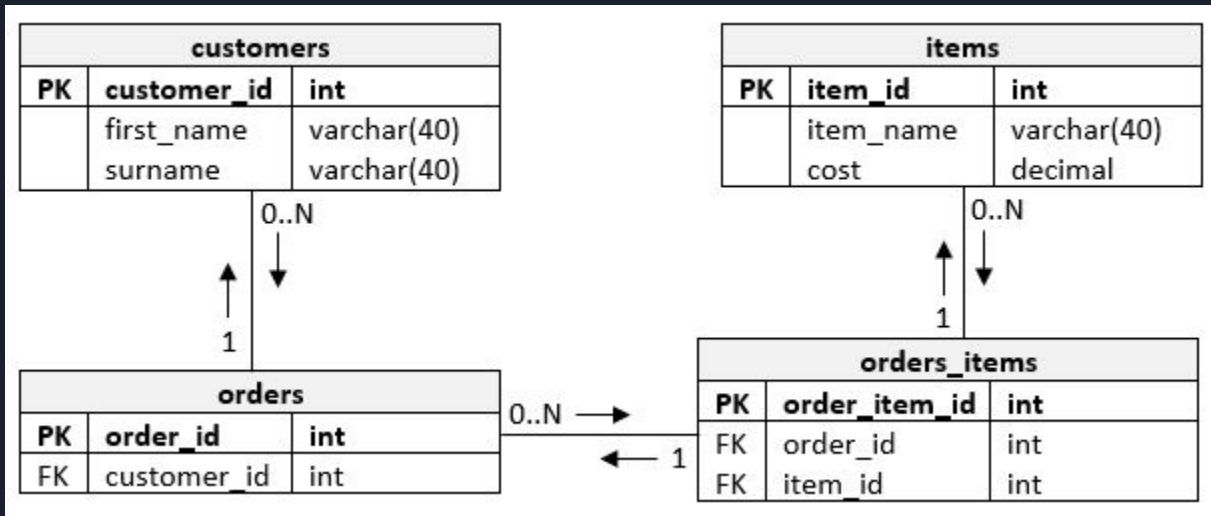 customers
PK customer_id int
first_name varchar(40)
surname varchar(40)
items
PK item_id int
item_name varchar(40)
cost decimal
0..N
1
0..N
1
orders
PK order_id int
FK customer_id int
0..N
1
orders_items
PK order_item_id int
FK order_id int
FK item_id int